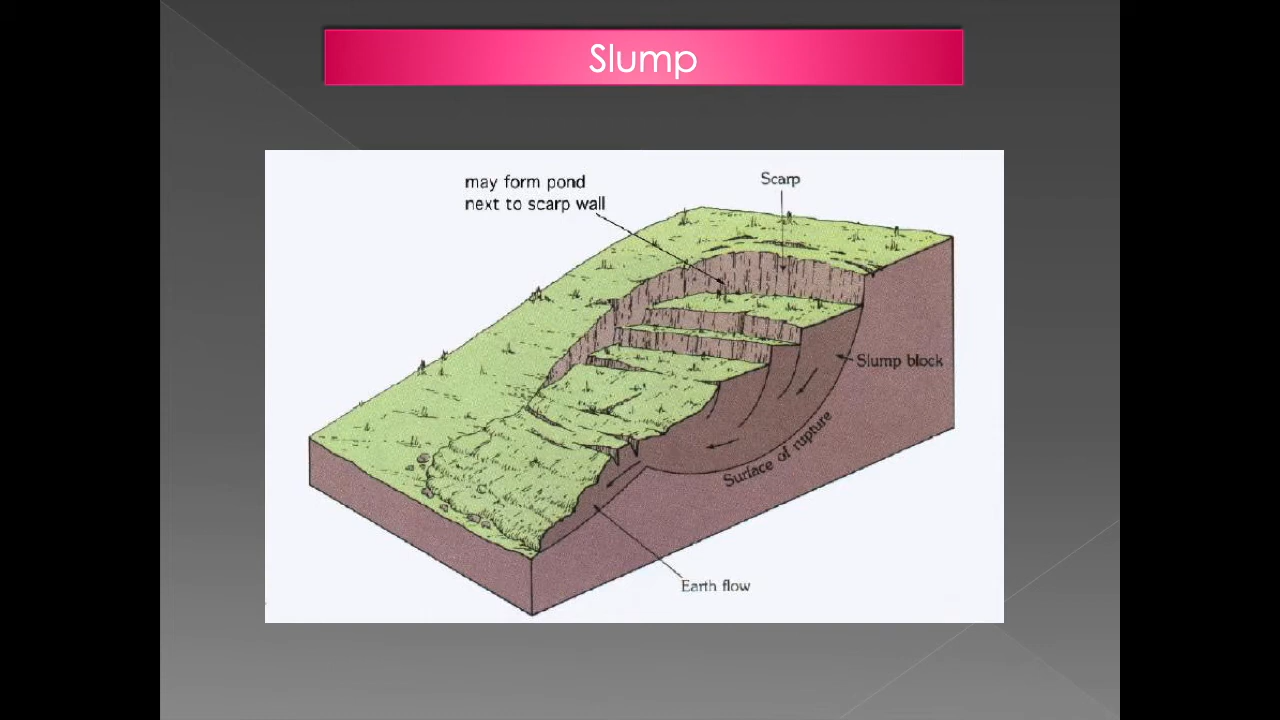 Slump
may form pond
next to scarp wall
Scarp
Slump block
Surface of rupture
Earth flow